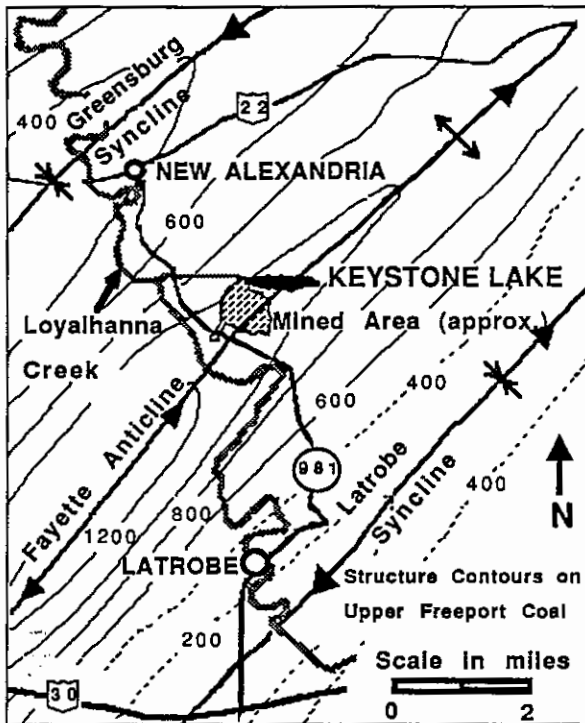 Greensburg
Syncline
400
22
NEW ALEXANDRIA
600
KEYSTONE LAKE
Loyalhanna
Creek
Mined Area (approx.)
400
600
Fayette Anticline
981
Latrobe
Syncline
400
N
800
1200
LATROBE
Structure Contours on
Upper Freeport Coal
200
Scale in miles
30
0 2